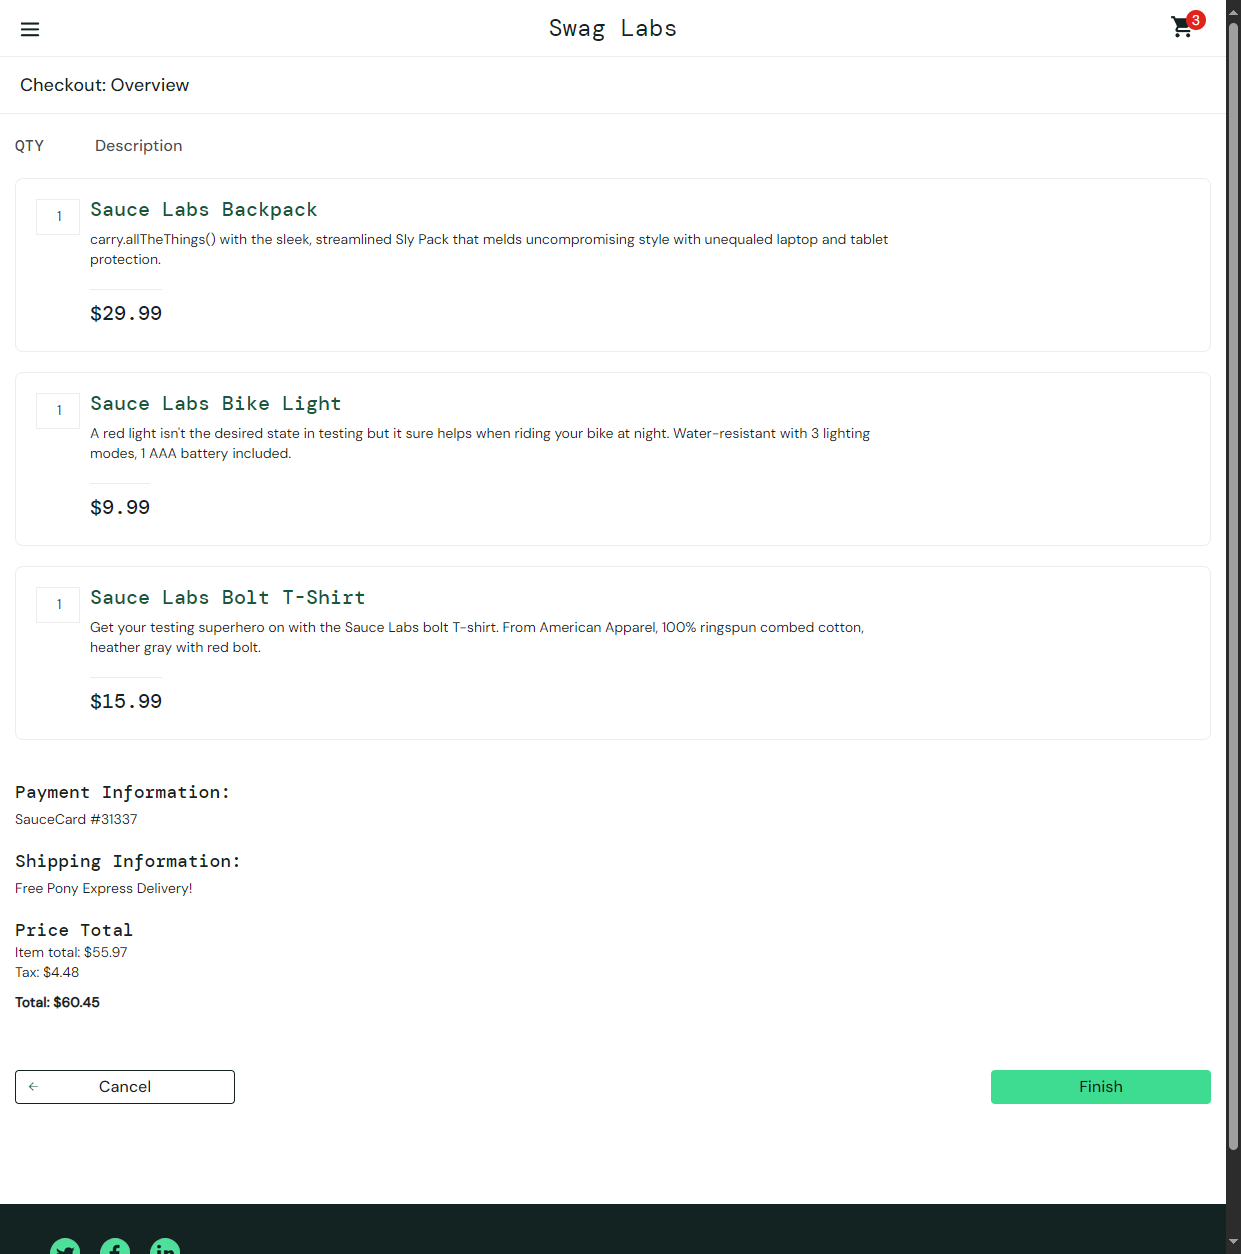 Swag Labs
3
Checkout: Overview
QTY Description
1
Sauce Labs Backpack
carry.allTheThings() with the sleek, streamlined Sly Pack that melds uncompromising style with unequaled laptop and tablet
protection.
$29.99
1
Sauce Labs Bike Light
A red light isn't the desired state in testing but it sure helps when riding your bike at night. Water-resistant with 3 lighting
modes, 1 AAA battery included.
$9.99
1
Sauce Labs Bolt T-Shirt
Get your testing superhero on with the Sauce Labs bolt T-shirt. From American Apparel, 100% ringspun combed cotton,
heather gray with red bolt.
$15.99
Payment Information:
SauceCard #31337
Shipping Information:
Free Pony Express Delivery!
Price Total
Item total: $55.97
Tax: $4.48
Total: $60.45
Cancel
Finish